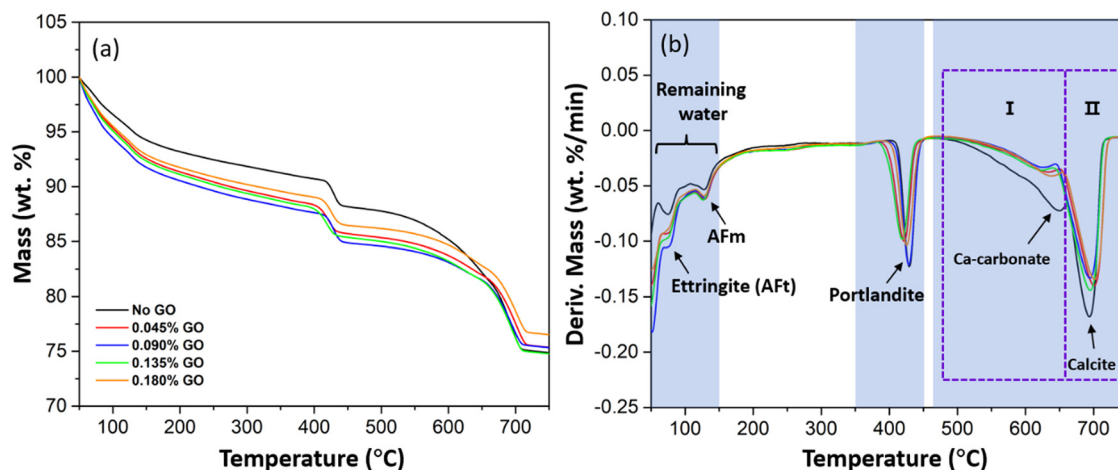 (a)
105
100
95
90
85
80
75
70
Mass (wt. %)
No GO
0.045% GO
0.090% GO
0.135% GO
0.180% GO
100 200 300 400 500 600 700
Temperature (°C)
(b)
0.10
0.05
0.00
-0.05
-0.10
-0.15
-0.20
-0.25
Deriv. Mass (wt. %/min)
Remaining
water
I II
AFm
Ettringite (AFt)
Portlandite
Ca-carbonate
Calcite
100 200 300 400 500 600 700
Temperature (°C)